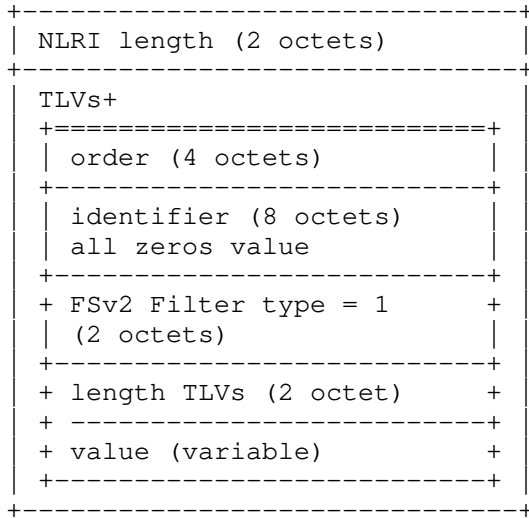 NLRI length (2 octets)
TLVs+
order (4 octets)
identifier (8 octets)
all zeros value
FSv2 Filter type = 1
(2 octets)
length TLVs (2 octet)
value (variable)